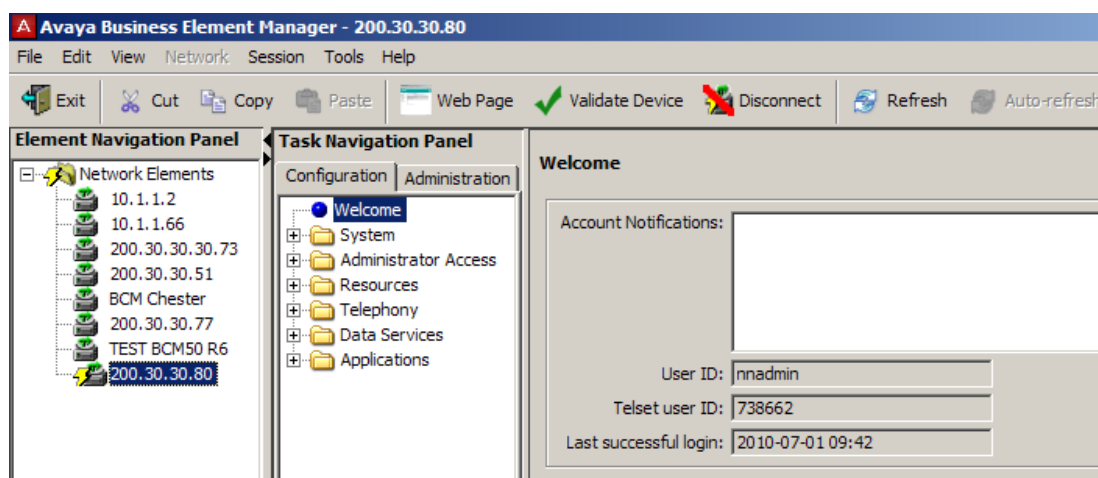 Avaya Business Element Manager - 200.30.30.80
File Edit View Network Session Tools Help
Exit Cut Copy Paste Web Page Validate Device Disconnect Refresh Auto-refresh
Element Navigation Panel
Network Elements
10.1.1.2
10.1.1.66
200.30.30.30.73
200.30.30.51
BCM Chester
200.30.30.77
TEST BCM50 R6
200.30.30.80
Task Navigation Panel
Configuration Administration
Welcome
System
Administrator Access
Resources
Telephony
Data Services
Applications
Welcome
Account Notifications:
User ID: nnadmin
Telset user ID: 738662
Last successful login: 2010-07-01 09:42